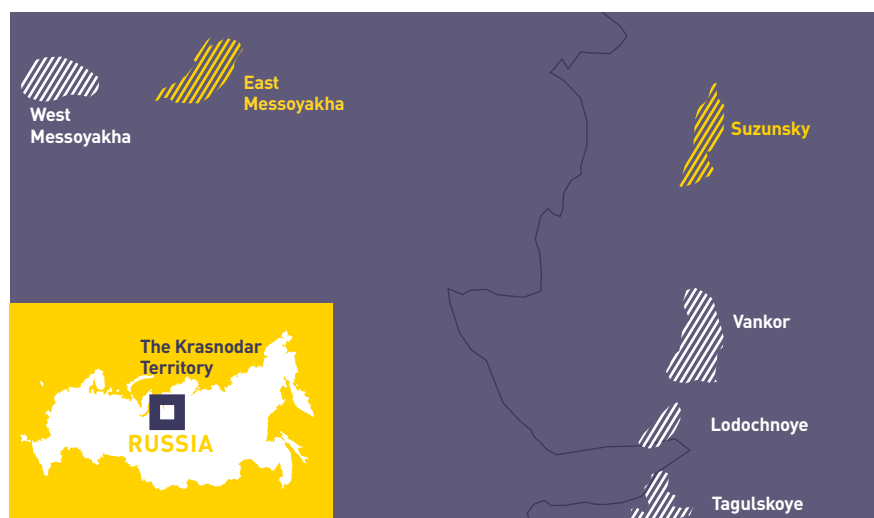 West
Messoyakha
East
Messoyakha
Suzunsky
Vankor
Lodochnoye
Tagulskoye
The Krasnodar
Territory
RUSSIA